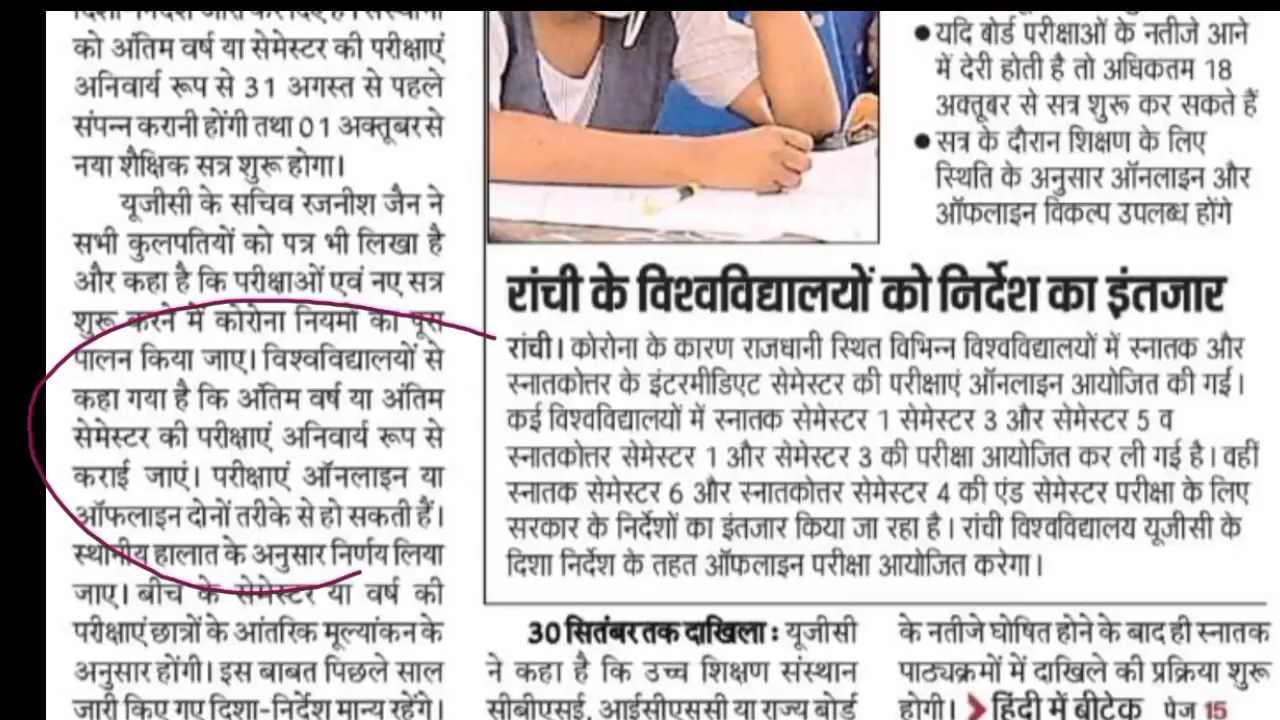 को अंतिम वर्ष या सेमेस्टर की परीक्षाएं
अनिवार्य रूप से 31 अगस्त से पहले
संपन्न करानी होंगी तथा 01 अक्तूबर से
नया शैक्षिक सत्र शुरू होगा।
यूजीसी के सचिव रजनीश जैन ने
सभी कुलपतियों को पत्र भी लिखा है
और कहा है कि परीक्षाओं एवं नए सत्र
शुरू करने में कोरोना नियमों का पूरा
पालन किया जाए। विश्वविद्यालयों से
कहा गया है कि अंतिम वर्ष या अंतिम
सेमेस्टर की परीक्षाएं अनिवार्य रूप से
कराई जाएं। परीक्षाएं ऑनलाइन या
ऑफलाइन दोनों तरीके से हो सकती हैं।
स्थानीय हालात के अनुसार निर्णय लिया
जाए। बीच के सेमेस्टर या वर्ष की
परीक्षाएं छात्रों के आंतरिक मूल्यांकन के
अनुसार होंगी। इस बाबत पिछले साल
जारी किए गए दिशा-निर्देश मान्य रहेंगे।
● यदि बोर्ड परीक्षाओं के नतीजे आने
में देरी होती है तो अधिकतम 18
अक्तूबर से सत्र शुरू कर सकते हैं
● सत्र के दौरान शिक्षण के लिए
स्थिति के अनुसार ऑनलाइन और
ऑफलाइन विकल्प उपलब्ध होंगे
रांची के विश्वविद्यालयों को निर्देश का इंतजार
रांची। कोरोना के कारण राजधानी स्थित विभिन्न विश्वविद्यालयों में स्नातक और
स्नातकोत्तर के इंटरमीडिएट सेमेस्टर की परीक्षाएं ऑनलाइन आयोजित की गईं।
कई विश्वविद्यालयों में स्नातक सेमेस्टर 1 सेमेस्टर 3 और सेमेस्टर 5 व
स्नातकोत्तर सेमेस्टर 1 और सेमेस्टर 3 की परीक्षा आयोजित कर ली गई है। वहीं
स्नातक सेमेस्टर 6 और स्नातकोत्तर सेमेस्टर 4 की एंड सेमेस्टर परीक्षा के लिए
सरकार के निर्देशों का इंतजार किया जा रहा है। रांची विश्वविद्यालय यूजीसी के
दिशा निर्देश के तहत ऑफलाइन परीक्षा आयोजित करेगा।
30 सितंबर तक दाखिला : यूजीसी
ने कहा है कि उच्च शिक्षण संस्थान
सीबीएसई, आईसीएससी या राज्य बोर्ड
के नतीजे घोषित होने के बाद ही स्नातक
पाठ्यक्रमों में दाखिले की प्रक्रिया शुरू
होगी। हिंदी में बीटेक पेज 15